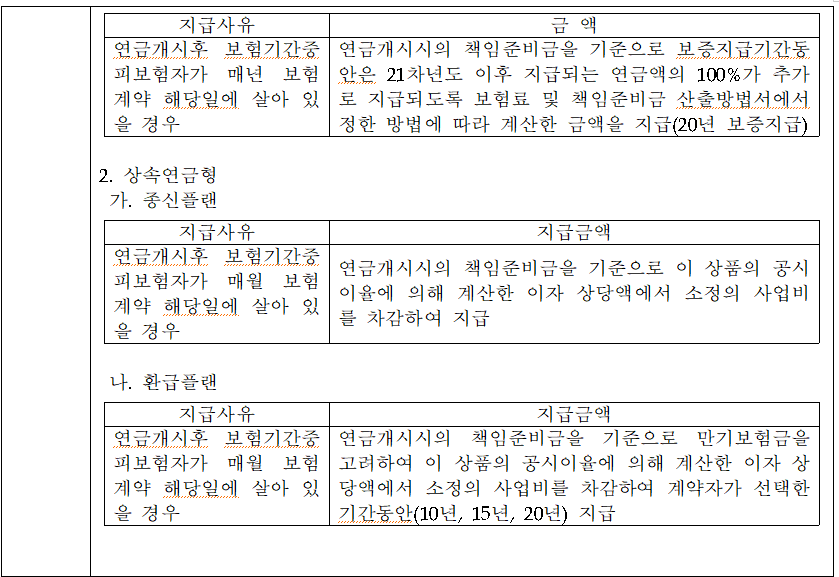 지급사유 금 액
연금개시후 보험기간중
피보험자가 매년 보험
계약 해당일에 살아 있
을 경우
연금개시시의 책임준비금을 기준으로 보증지급기간동
안은 21차년도 이후 지급되는 연금액의 100%가 추가
로 지급되도록 보험료 및 책임준비금 산출방법서에서
정한 방법에 따라 계산한 금액을 지급(20년 보증지급)
2. 상속연금형
가. 종신플랜
지급사유 지급금액
연금개시후 보험기간중
피보험자가 매월 보험
계약 해당일에 살아 있
을 경우
연금개시시의 책임준비금을 기준으로 이 상품의 공시
이율에 의해 계산한 이자 상당액에서 소정의 사업비
를 차감하여 지급
나. 환급플랜
지급사유 지급금액
연금개시후 보험기간중
피보험자가 매월 보험
계약 해당일에 살아 있
을 경우
연금개시시의 책임준비금을 기준으로 만기보험금을
고려하여 이 상품의 공시이율에 의해 계산한 이자 상
당액에서 소정의 사업비를 차감하여 계약자가 선택한
기간동안(10년, 15년, 20년) 지급